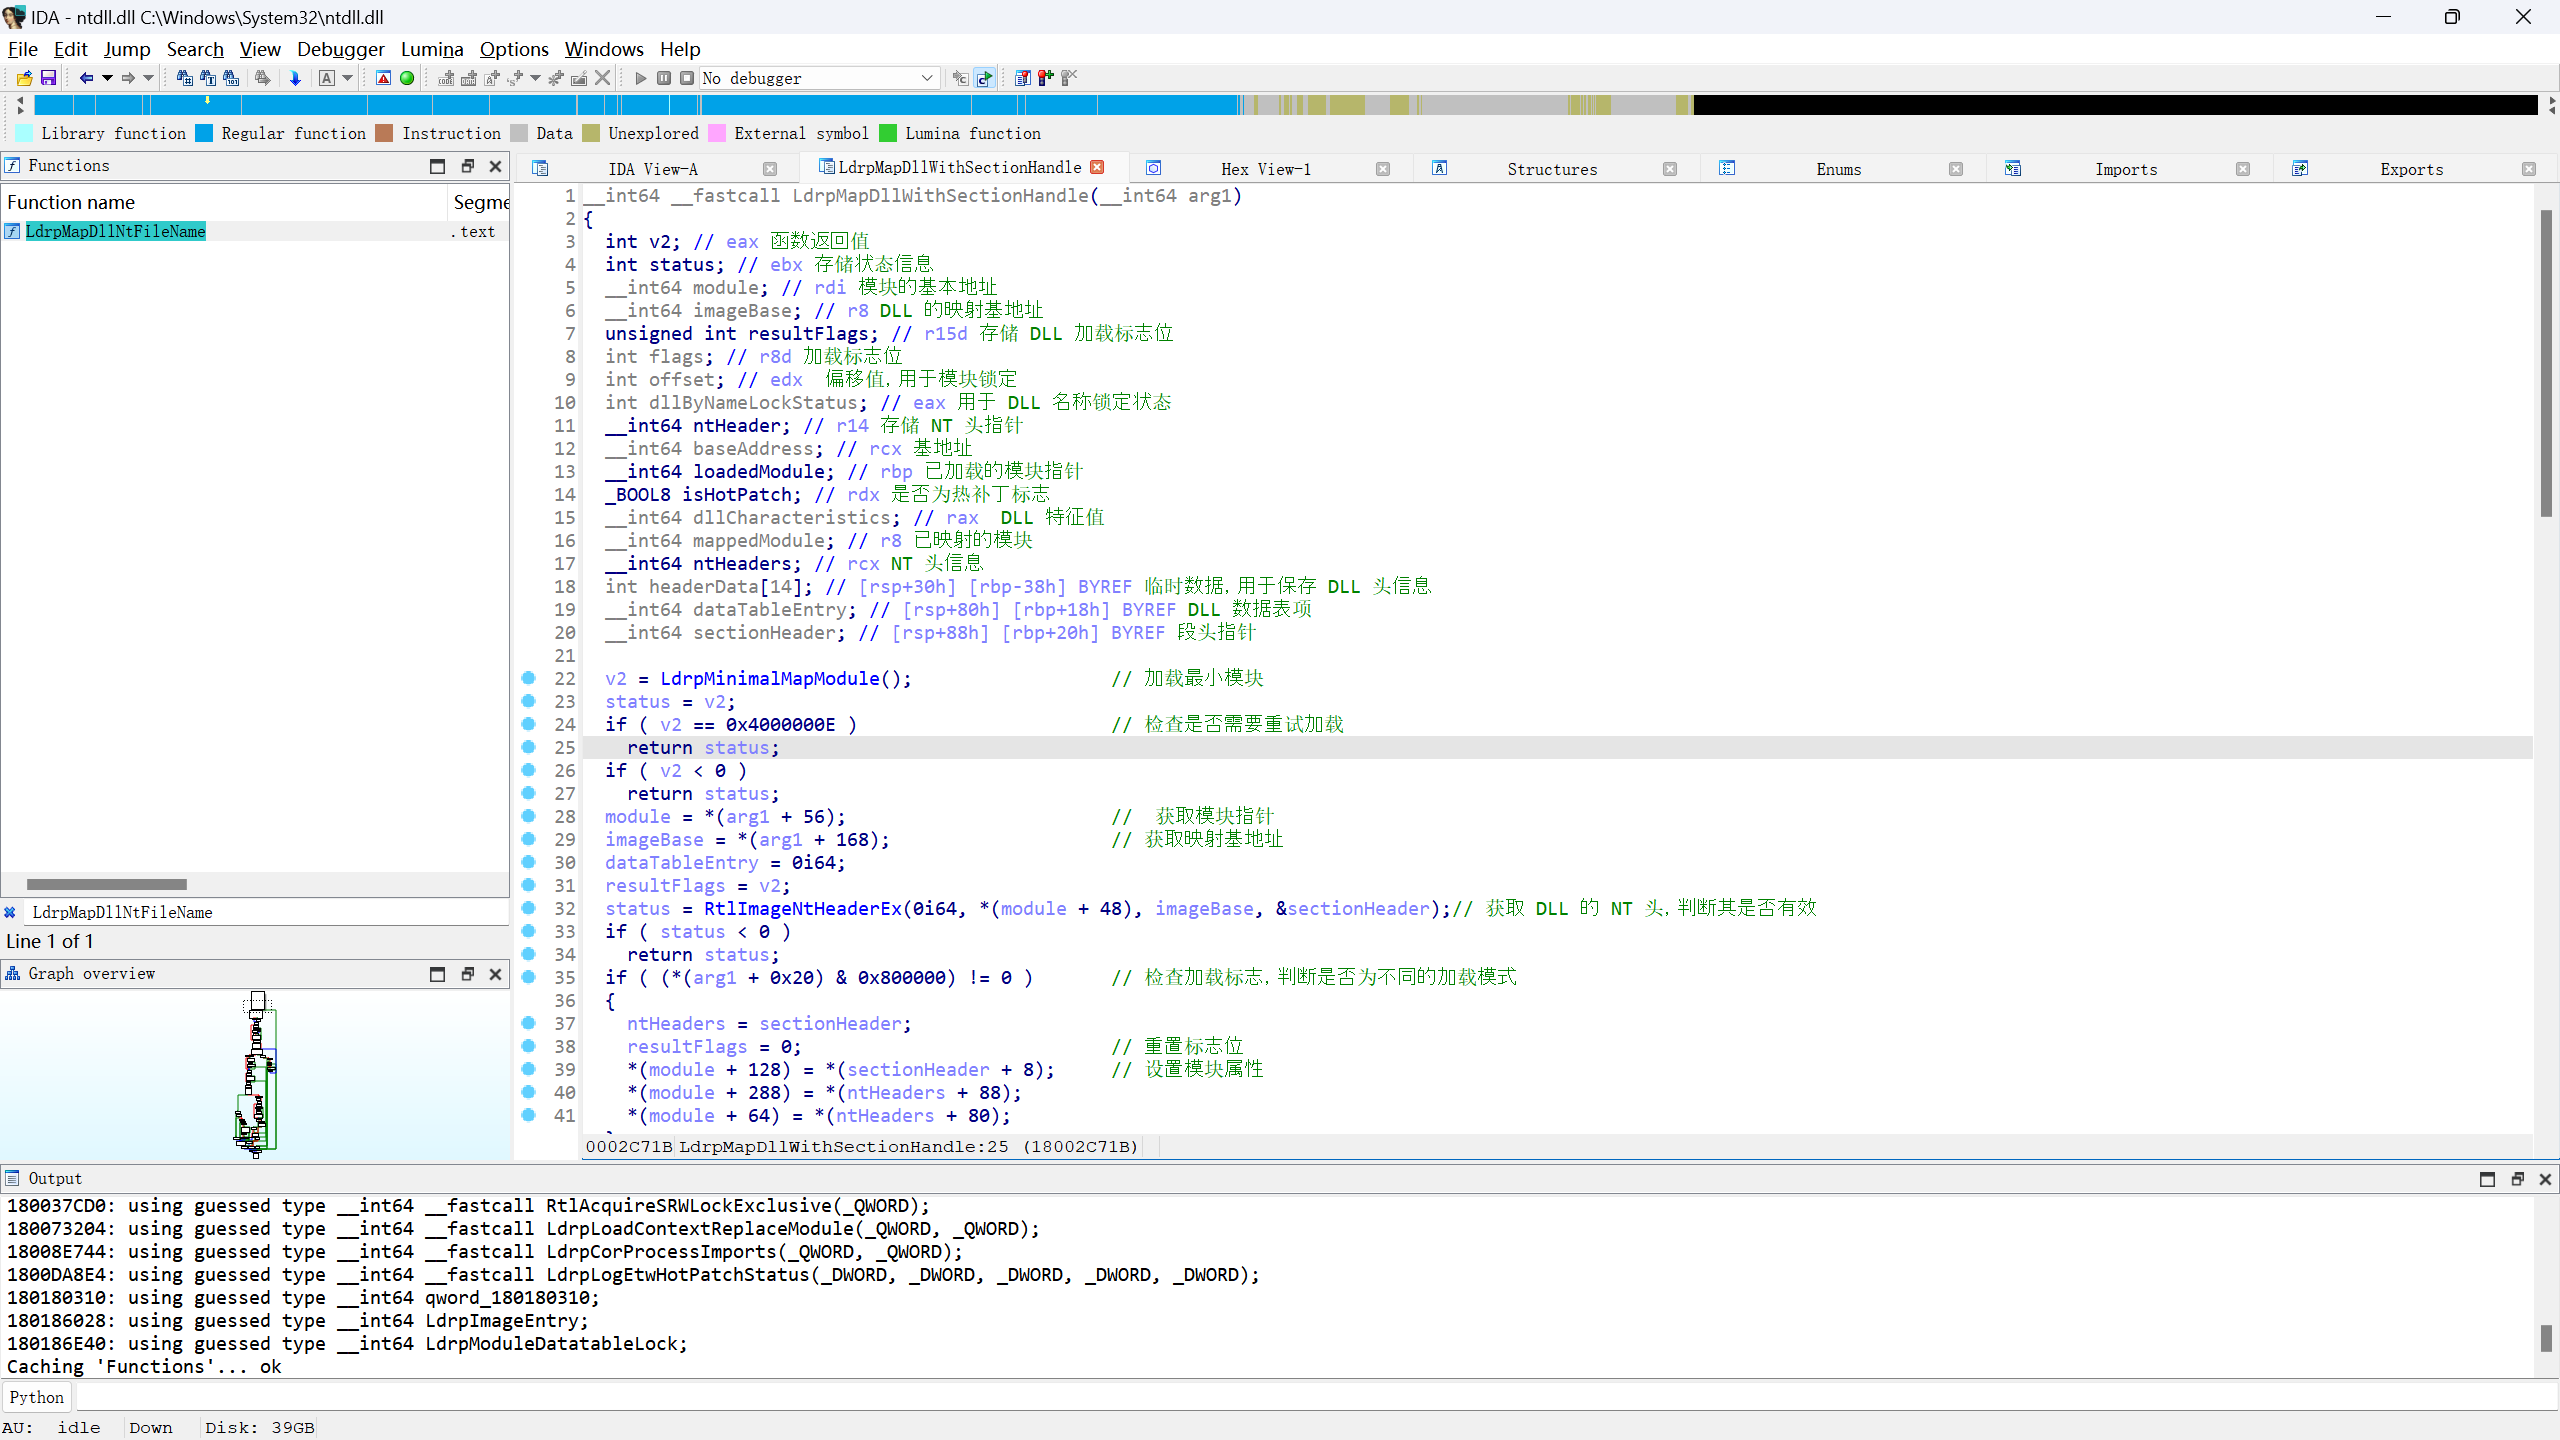 IDA - ntdll.dll C:\Windows\System32\ntdll.dll
File Edit Jump Search View Debugger Lumina Options Windows Help
No debugger
Library function Regular function Instruction Data Unexplored External symbol Lumina function
Functions
Function name Segme
LdrpMapDllNtFileName .text
LdrpMapDllNtFileName
Line 1 of 1
Graph overview
IDA View-A LdrpMapDllWithSectionHandle Hex View-1 Structures Enums Imports Exports
1 __int64 __fastcall LdrpMapDllWithSectionHandle(__int64 arg1)
2 {
3 int v2; // eax 函数返回值
4 int status; // ebx 存储状态信息
5 __int64 module; // rdi 模块的基本地址
6 __int64 imageBase; // r8 DLL 的映射基地址
7 unsigned int resultFlags; // r15d 存储 DLL 加载标志位
8 int flags; // r8d 加载标志位
9 int offset; // edx 偏移值,用于模块锁定
10 int dllByNameLockStatus; // eax 用于 DLL 名称锁定状态
11 __int64 ntHeader; // r14 存储 NT 头指针
12 __int64 baseAddress; // rcx 基地址
13 __int64 loadedModule; // rbp 已加载的模块指针
14 _BOOL8 isHotPatch; // rdx 是否为热补丁标志
15 __int64 dllCharacteristics; // rax DLL 特征值
16 __int64 mappedModule; // r8 已映射的模块
17 __int64 ntHeaders; // rcx NT 头信息
18 int headerData[14]; // [rsp+30h] [rbp-38h] BYREF 临时数据,用于保存 DLL 头信息
19 __int64 dataTableEntry; // [rsp+80h] [rbp+18h] BYREF DLL 数据表项
20 __int64 sectionHeader; // [rsp+88h] [rbp+20h] BYREF 段头指针
21
22 v2 = LdrpMinimalMapModule(); // 加载最小模块
23 status = v2;
24 if ( v2 == 0x4000000E ) // 检查是否需要重试加载
25 return status;
26 if ( v2 < 0 )
27 return status;
28 module = *(arg1 + 56); // 获取模块指针
29 imageBase = *(arg1 + 168); // 获取映射基地址
30 dataTableEntry = 0i64;
31 resultFlags = v2;
32 status = RtlImageNtHeaderEx(0i64, *(module + 48), imageBase, &sectionHeader);// 获取 DLL 的 NT 头,判断其是否有效
33 if ( status < 0 )
34 return status;
35 if ( (*(arg1 + 0x20) & 0x800000) != 0 ) // 检查加载标志,判断是否为不同的加载模式
36 {
37 ntHeaders = sectionHeader;
38 resultFlags = 0; // 重置标志位
39 *(module + 128) = *(sectionHeader + 8); // 设置模块属性
40 *(module + 288) = *(ntHeaders + 88);
41 *(module + 64) = *(ntHeaders + 80);
0002C71B LdrpMapDllWithSectionHandle:25 (18002C71B)
Output
180037CD0: using guessed type __int64 __fastcall RtlAcquireSRWLockExclusive(_QWORD);
180073204: using guessed type __int64 __fastcall LdrpLoadContextReplaceModule(_QWORD, _QWORD);
18008E744: using guessed type __int64 __fastcall LdrpCorProcessImports(_QWORD, _QWORD);
1800DA8E4: using guessed type __int64 __fastcall LdrpLogEtwHotPatchStatus(_DWORD, _DWORD, _DWORD, _DWORD, _DWORD);
180180310: using guessed type __int64 qword_180180310;
180186028: using guessed type __int64 LdrpImageEntry;
180186E40: using guessed type __int64 LdrpModuleDatatableLock;
Caching 'Functions'... ok
Python
AU: idle Down Disk: 39GB